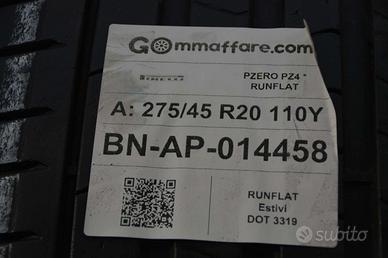 GOmmaffare.com
PZERO PZ4 *
RUNFLAT
A: 275/45 R20 110Y
BN-AP-014458
RUNFLAT
Estivi
DOT 3319
subito